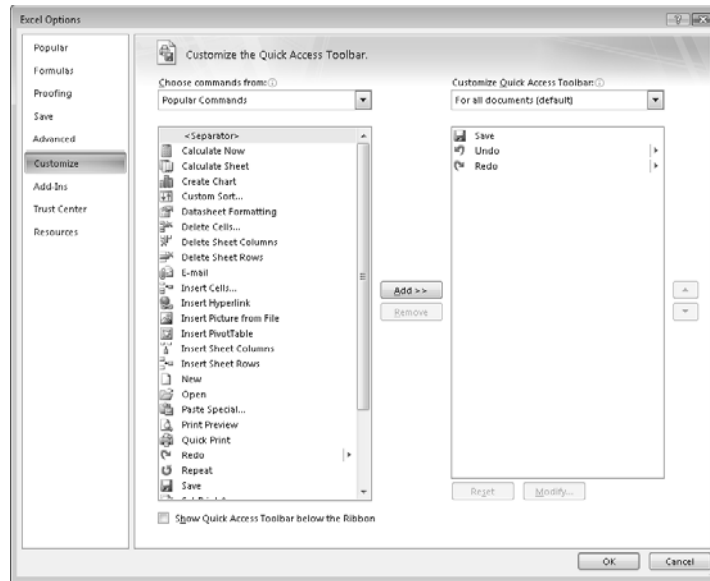 Excel Options
Popular
Formulas
Proofing
Save
Advanced
Customize
Add-Ins
Trust Center
Resources
Customize the Quick Access Toolbar.
Choose commands from:
Popular Commands
<Separator>
Calculate Now
Calculate Sheet
Create Chart
Custom Sort...
Datasheet Formatting
Delete Cells...
Delete Sheet Columns
Delete Sheet Rows
E-mail
Insert Cells...
Insert Hyperlink
Insert Picture from File
Insert PivotTable
Insert Sheet Columns
Insert Sheet Rows
New
Open
Paste Special...
Print Preview
Quick Print
Redo
Repeat
Save
Show Quick Access Toolbar below the Ribbon
Add >>
Remove
Customize Quick Access Toolbar:
For all documents (default)
Save
Undo
Redo
Reset
Modify...
OK
Cancel